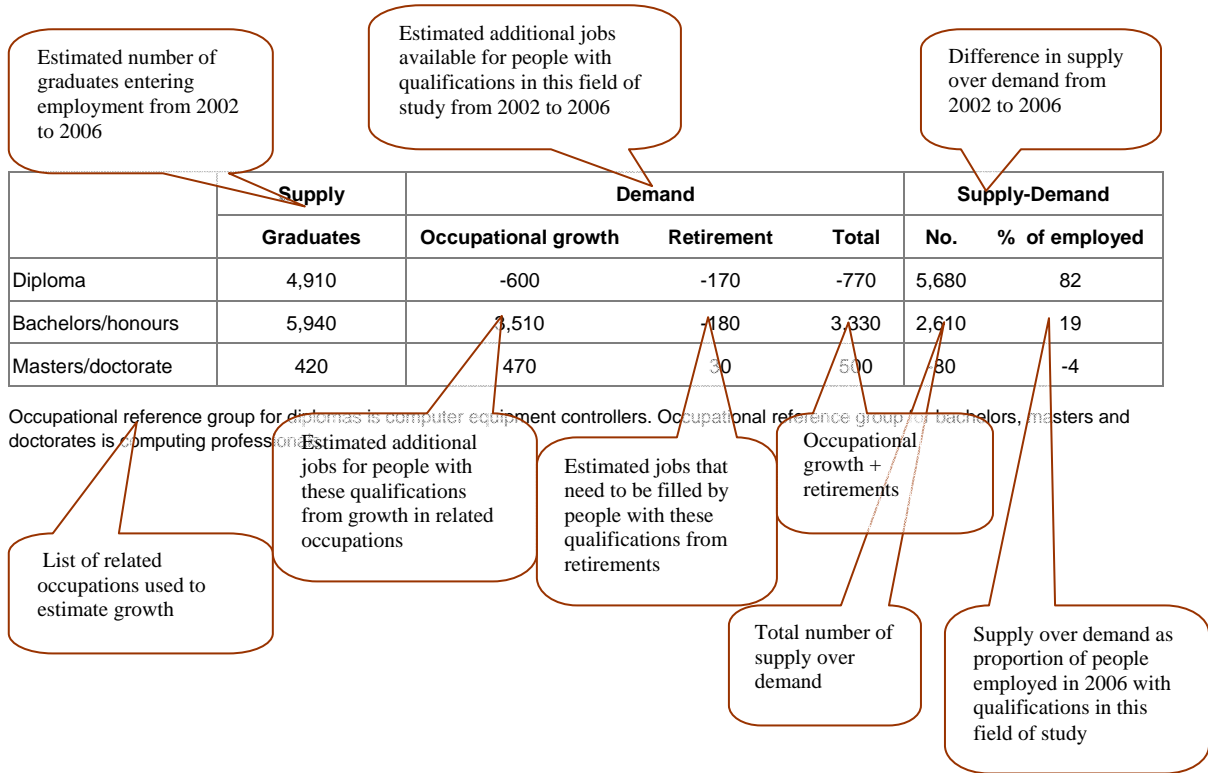 Estimated number of
graduates entering
employment from 2002
to 2006
Estimated additional jobs
available for people with
qualifications in this field of
study from 2002 to 2006
Difference in supply
over demand from
2002 to 2006
Supply Demand Supply-Demand
Graduates Occupational growth Retirement Total No. % of employed
Diploma 4,910 -600 -170 -770 5,680 82
Bachelors/honours 5,940 3,510 -180 3,330 2,610 19
Masters/doctorate 420 470 30 500 -80 -4
Occupational reference group for diplomas is computer equipment controllers. Occupational reference group for bachelors, masters and
doctorates is computing professionals
Estimated additional
jobs for people with
these qualifications
from growth in related
occupations
Estimated jobs that
need to be filled by
people with these
qualifications from
retirements
Occupational
growth +
retirements
List of related
occupations used to
estimate growth
Total number of
supply over
demand
Supply over demand as
proportion of people
employed in 2006 with
qualifications in this
field of study